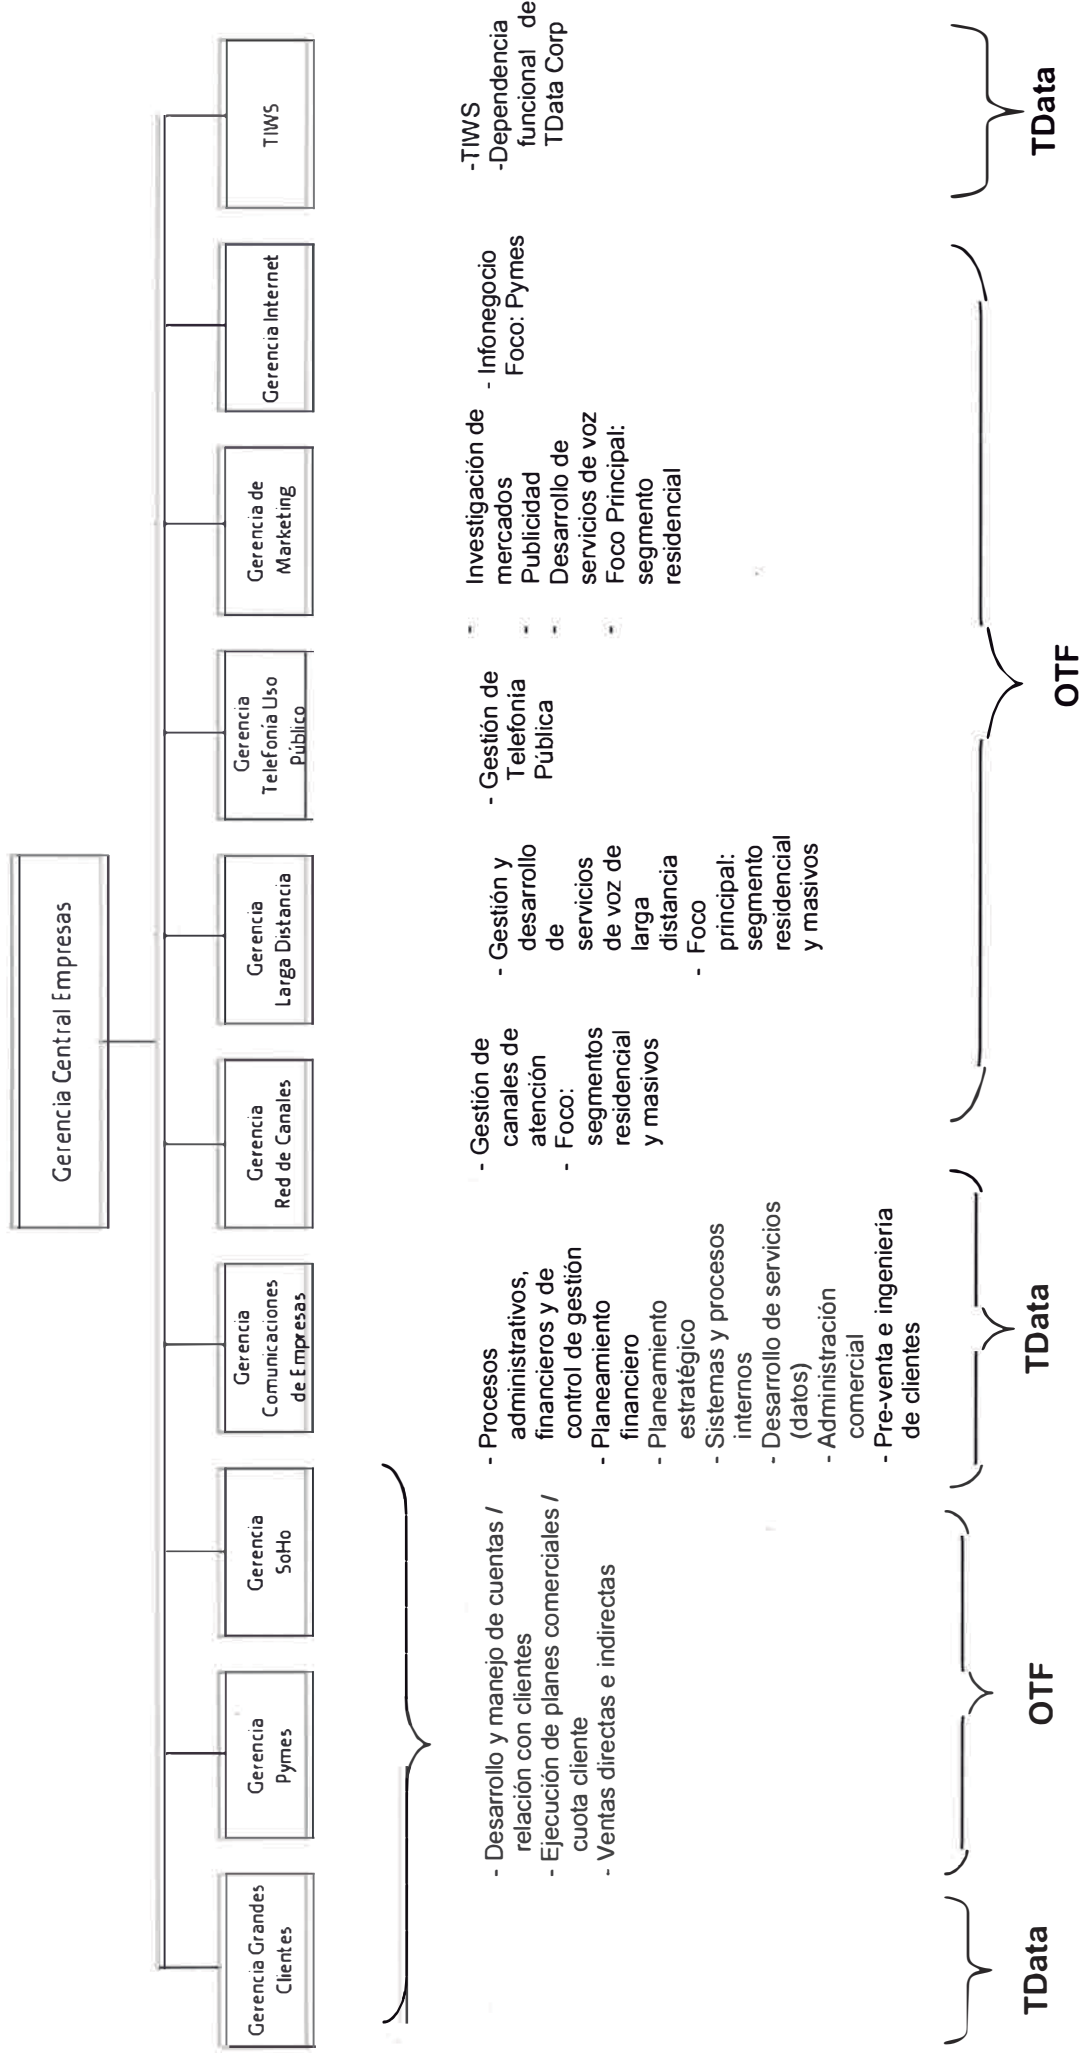 Gerencia Central Empresas
Gerencia Grandes
Clientes
Gerencia
Pymes
Gerencia
SoHo
Gerencia
Comunicaciones
de Empresas
Gerencia
Red de Canales
Gerencia
Larga Distancia
Gerencia
Telefonía Uso
Público
Gerencia de
Marketing
Gerencia Internet
TIWS
- Desarrollo y manejo de cuentas /
relación con clientes
- Ejecución de planes comerciales /
cuota cliente
- Ventas directas e indirectas
- Procesos
administrativos,
financieros y de
control de gestión
- Planeamiento
financiero
- Planeamiento
estratégico
- Sistemas y procesos
internos
- Desarrollo de servicios
(datos)
- Administración
comercial
- Pre-venta e ingeniería
de clientes
- Gestión de
canales de
atención
- Foco:
segmentos
residencial
y masivos
- Gestión y
desarrollo
de
servicios
de voz de
larga
distancia
- Foco
principal:
segmento
residencial
y masivos
- Gestión de
Telefonía
Pública
- Investigación de
mercados
- Publicidad
- Desarrollo de
servicios de voz
- Foco Principal:
segmento
residencial
- Infonegocio
Foco: Pymes
-TIWS
-Dependencia
funcional de
TData Corp
TData
OTF
TData
OTF
TData